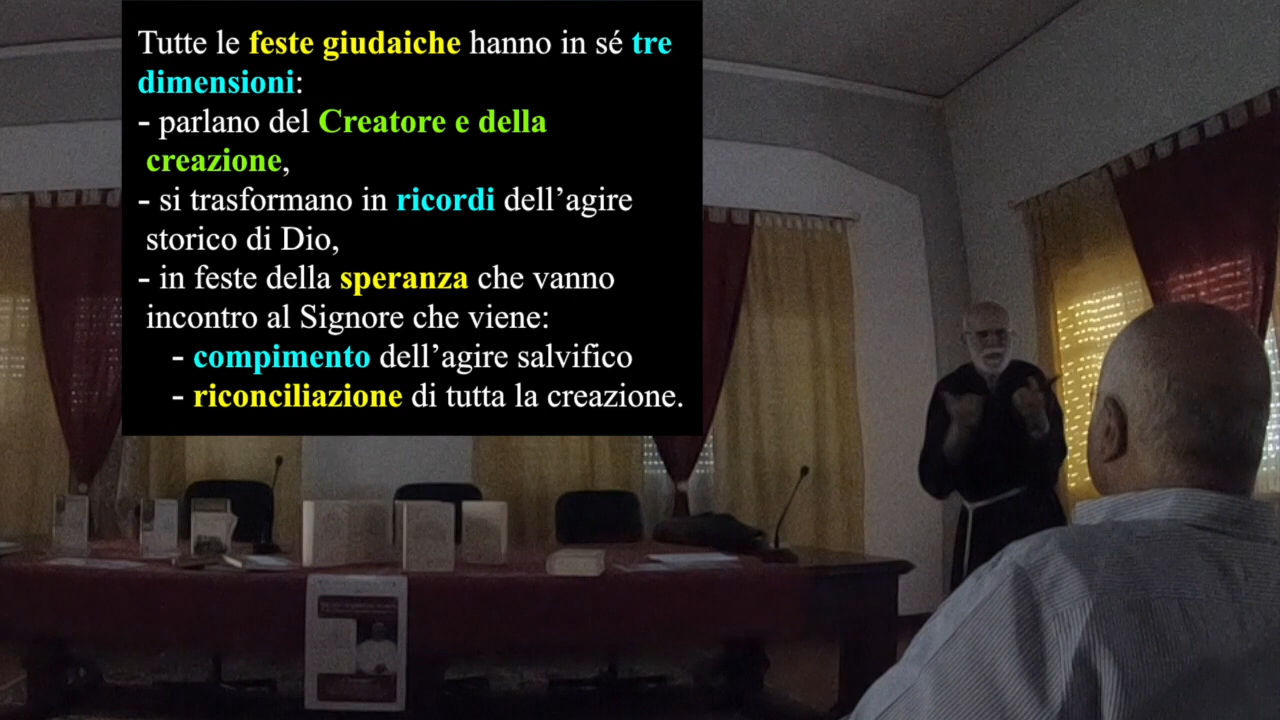 Tutte le feste giudaiche hanno in sé tre
dimensioni:
- parlano del Creatore e della
creazione,
- si trasformano in ricordi dell’agire
storico di Dio,
- in feste della speranza che vanno
incontro al Signore che viene:
- compimento dell’agire salvifico
- riconciliazione di tutta la creazione.